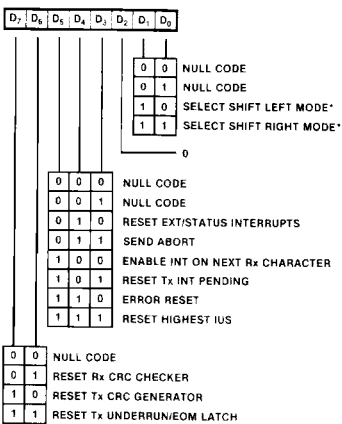 D7 D6 D5 D4 D3 D2 D1 D0
0 0 NULL CODE
0 1 NULL CODE
1 0 SELECT SHIFT LEFT MODE*
1 1 SELECT SHIFT RIGHT MODE*
0
0 0 0 NULL CODE
0 0 1 NULL CODE
0 1 0 RESET EXT/STATUS INTERRUPTS
0 1 1 SEND ABORT
1 0 0 ENABLE INT ON NEXT Rx CHARACTER
1 0 1 RESET Tx INT PENDING
1 1 0 ERROR RESET
1 1 1 RESET HIGHEST IUS
0 0 NULL CODE
0 1 RESET Rx CRC CHECKER
1 0 RESET Tx CRC GENERATOR
1 1 RESET Tx UNDERRUN/EOM LATCH